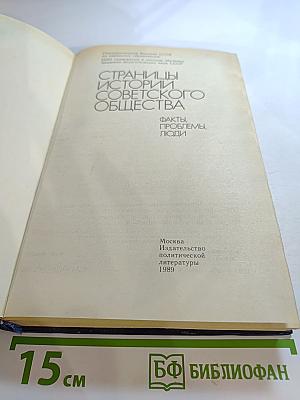 СТРАНИЦЫ
ИСТОРИИ
СОВЕТСКОГО
ОБЩЕСТВА
ФАКТЫ,
ПРОБЛЕМЫ,
ЛЮДИ
Москва
Издательство
политической
литературы
1989
15 см
БФ БИБЛИОФАН